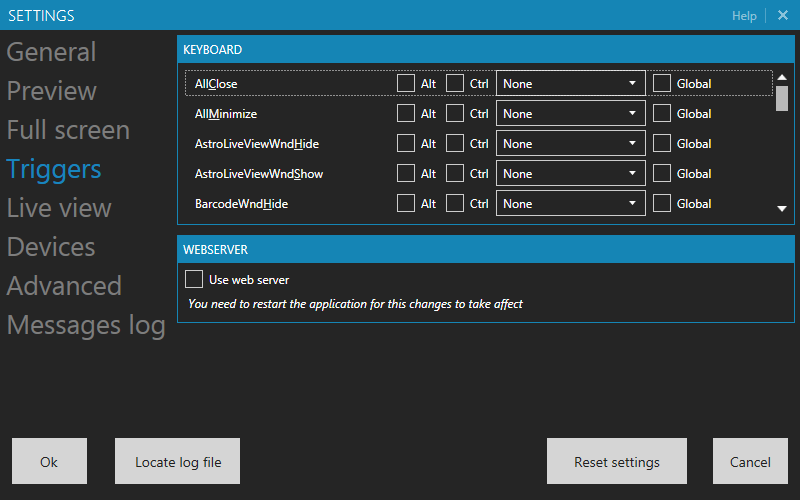 SETTINGS Help
General
Preview
Full screen
Triggers
Live view
Devices
Advanced
Messages log
KEYBOARD
AllClose Alt Ctrl None Global
AllMinimize Alt Ctrl None Global
AstroLiveViewWndHide Alt Ctrl None Global
AstroLiveViewWndShow Alt Ctrl None Global
BarcodeWndHide Alt Ctrl None Global
WEBSERVER
Use web server
You need to restart the application for this changes to take affect
Ok Locate log file Reset settings Cancel